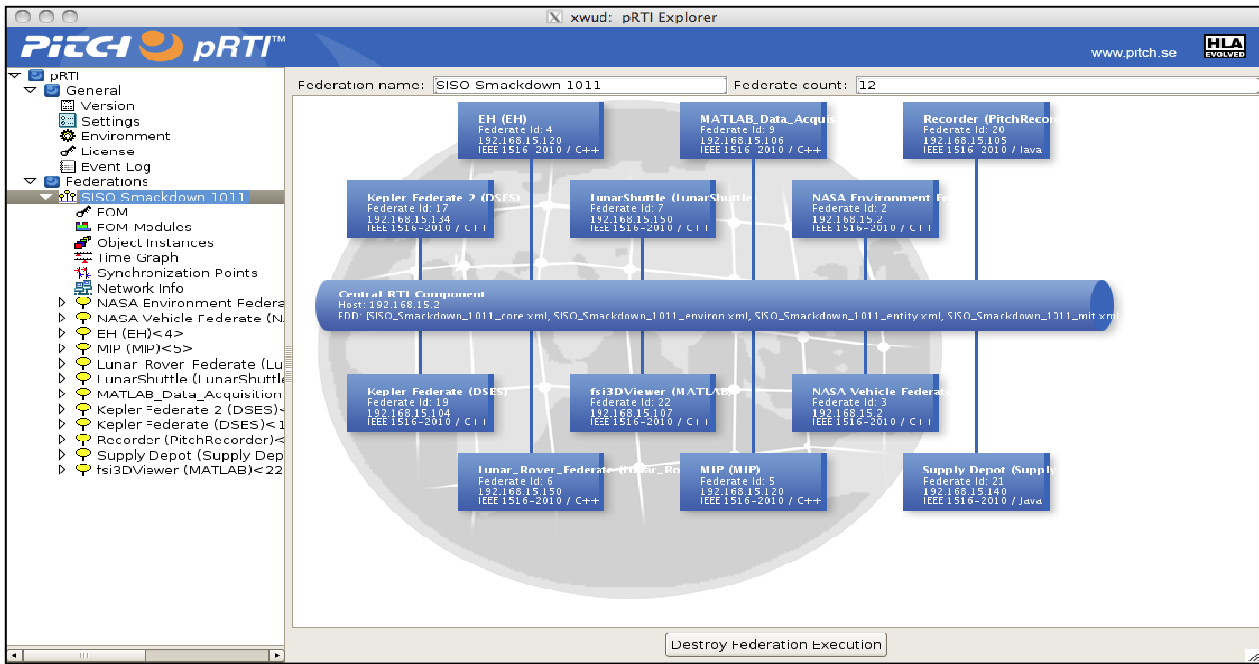 xwud: pRTI Explorer
PITCH pRTI™
www.pitch.se
HLA
EVOLVED
pRTI
General
Version
Settings
Environment
License
Event Log
Federations
SISO Smackdown 1011
FOM
FOM Modules
Object Instances
Time Graph
Synchronization Points
Network Info
NASA Environment Federa
NASA Vehicle Federate (N
EH (EH)<4>
MIP (MIP)<5>
Lunar_Rover_Federate (Lu
LunarShuttle (LunarShuttle
MATLAB_Data_Acquisition
Kepler Federate 2 (DSES)<
Kepler Federate (DSES)<1
Recorder (PitchRecorder)<
Supply Depot (Supply Dep
fsi3DViewer (MATLAB)<22
Federation name: SISO Smackdown 1011 Federate count: 12
EH (EH)
Federate Id: 4
192.168.15.120
IEEE 1516-2010 / C++
MATLAB_Data_Acquis
Federate Id: 9
192.168.15.106
IEEE 1516-2010 / C++
Recorder (PitchRecor
Federate Id: 20
192.168.15.105
IEEE 1516-2010 / Java
Kepler Federate 2 (DSES)
Federate Id: 17
192.168.15.134
IEEE 1516-2010 / C++
LunarShuttle (LunarShuttle
Federate Id: 7
192.168.15.150
IEEE 1516-2010 / C++
NASA Environment Fe
Federate Id: 2
192.168.15.2
IEEE 1516-2010 / C++
Central RTI Component
Host: 192.168.15.2
FDD: [SISO_Smackdown_1011_core.xml, SISO_Smackdown_1011_environ.xml, SISO_Smackdown_1011_entity.xml, SISO_Smackdown_1011_mit.xml
Kepler Federate (DSES)
Federate Id: 19
192.168.15.104
IEEE 1516-2010 / C++
fsi3DViewer (MATLAB)
Federate Id: 22
192.168.15.107
IEEE 1516-2010 / C++
NASA Vehicle Federat
Federate Id: 3
192.168.15.2
IEEE 1516-2010 / C++
Lunar_Rover_Federate (Lunar_Ro
Federate Id: 6
192.168.15.150
IEEE 1516-2010 / C++
MIP (MIP)
Federate Id: 5
192.168.15.120
IEEE 1516-2010 / C++
Supply Depot (Supply
Federate Id: 21
192.168.15.140
IEEE 1516-2010 / Java
Destroy Federation Execution